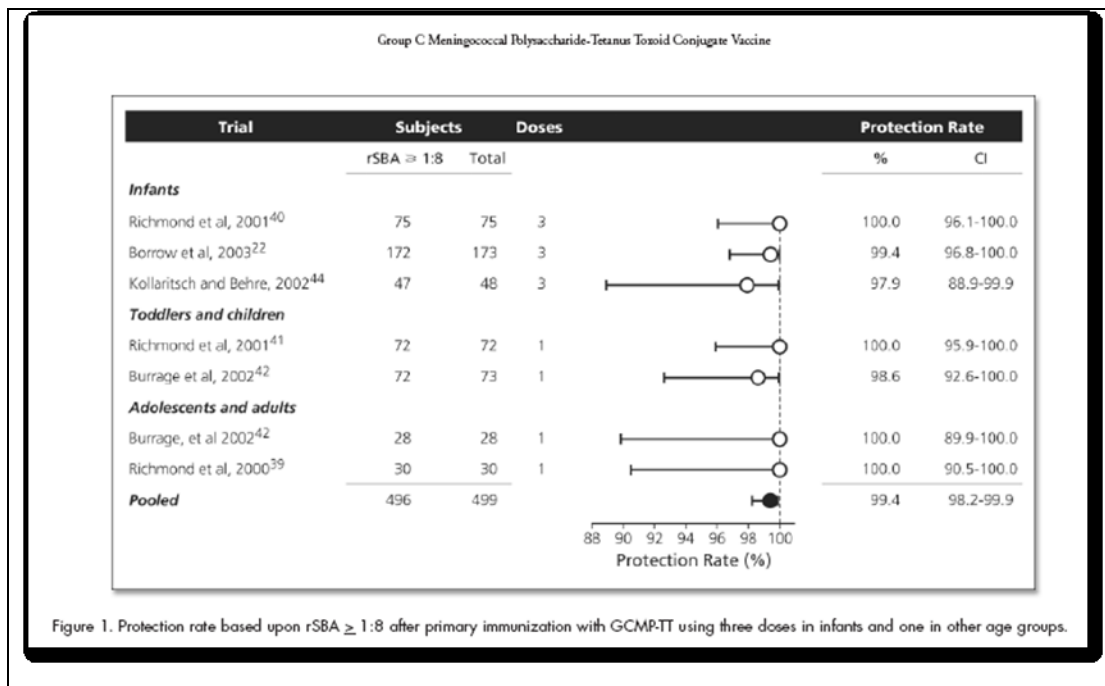 Group C Meningococcal Polysaccharide-Tetanus Toxoid Conjugate Vaccine
Trial Subjects Doses Protection Rate
rSBA ⩾ 1:8 Total % CI
Infants
Richmond et al, 2001⁴⁰ 75 75 3 100.0 96.1-100.0
Borrow et al, 2003²² 172 173 3 99.4 96.8-100.0
Kollaritsch and Behre, 2002⁴⁴ 47 48 3 97.9 88.9-99.9
Toddlers and children
Richmond et al, 2001⁴¹ 72 72 1 100.0 95.9-100.0
Burrage et al, 2002⁴² 72 73 1 98.6 92.6-100.0
Adolescents and adults
Burrage, et al 2002⁴² 28 28 1 100.0 89.9-100.0
Richmond et al, 2000³⁹ 30 30 1 100.0 90.5-100.0
Pooled 496 499 99.4 98.2-99.9
88 90 92 94 96 98 100
Protection Rate (%)
Figure 1. Protection rate based upon rSBA ≥ 1:8 after primary immunization with GCMP-TT using three doses in infants and one in other age groups.